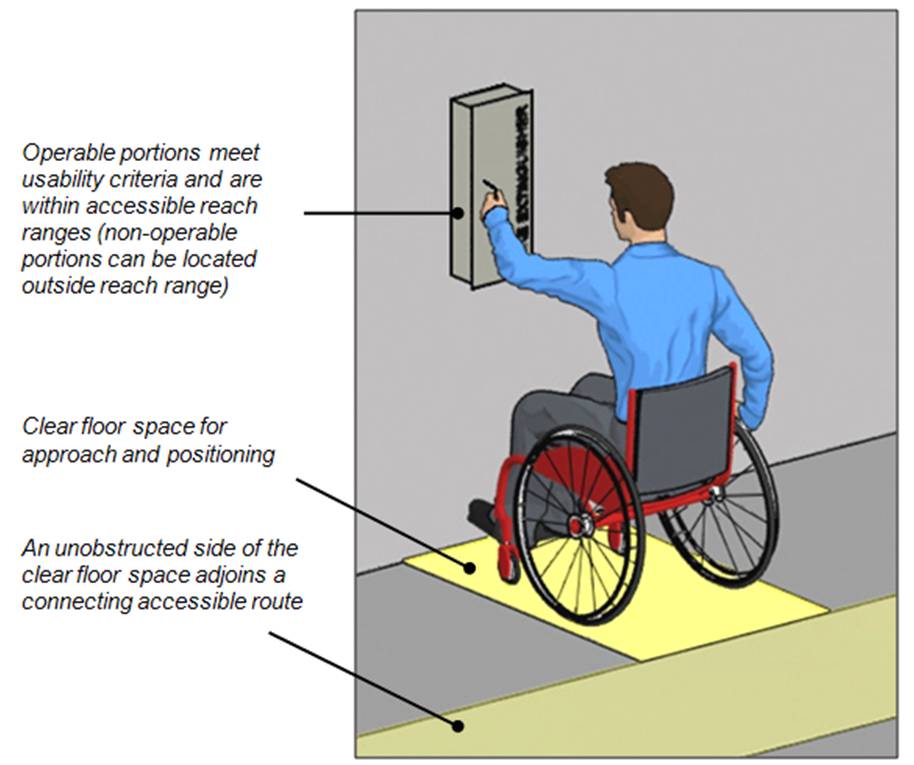 Operable portions meet
usability criteria and are
within accessible reach
ranges (non-operable
portions can be located
outside reach range)
EXTINGUISHER
Clear floor space for
approach and positioning
An unobstructed side of the
clear floor space adjoins a
connecting accessible route